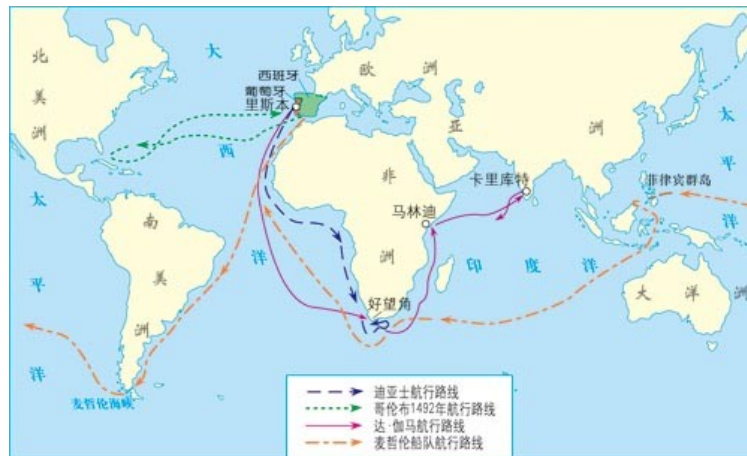 北美洲
大西洋
西班牙
葡萄牙
里斯本
欧洲
亚洲
太平洋
非洲
卡里库特
菲律宾群岛
马林迪
太平洋
南美洲
印度洋
好望角
大洋洲
麦哲伦海峡
迪亚士航行路线
哥伦布1492年航行路线
达·伽马航行路线
麦哲伦船队航行路线